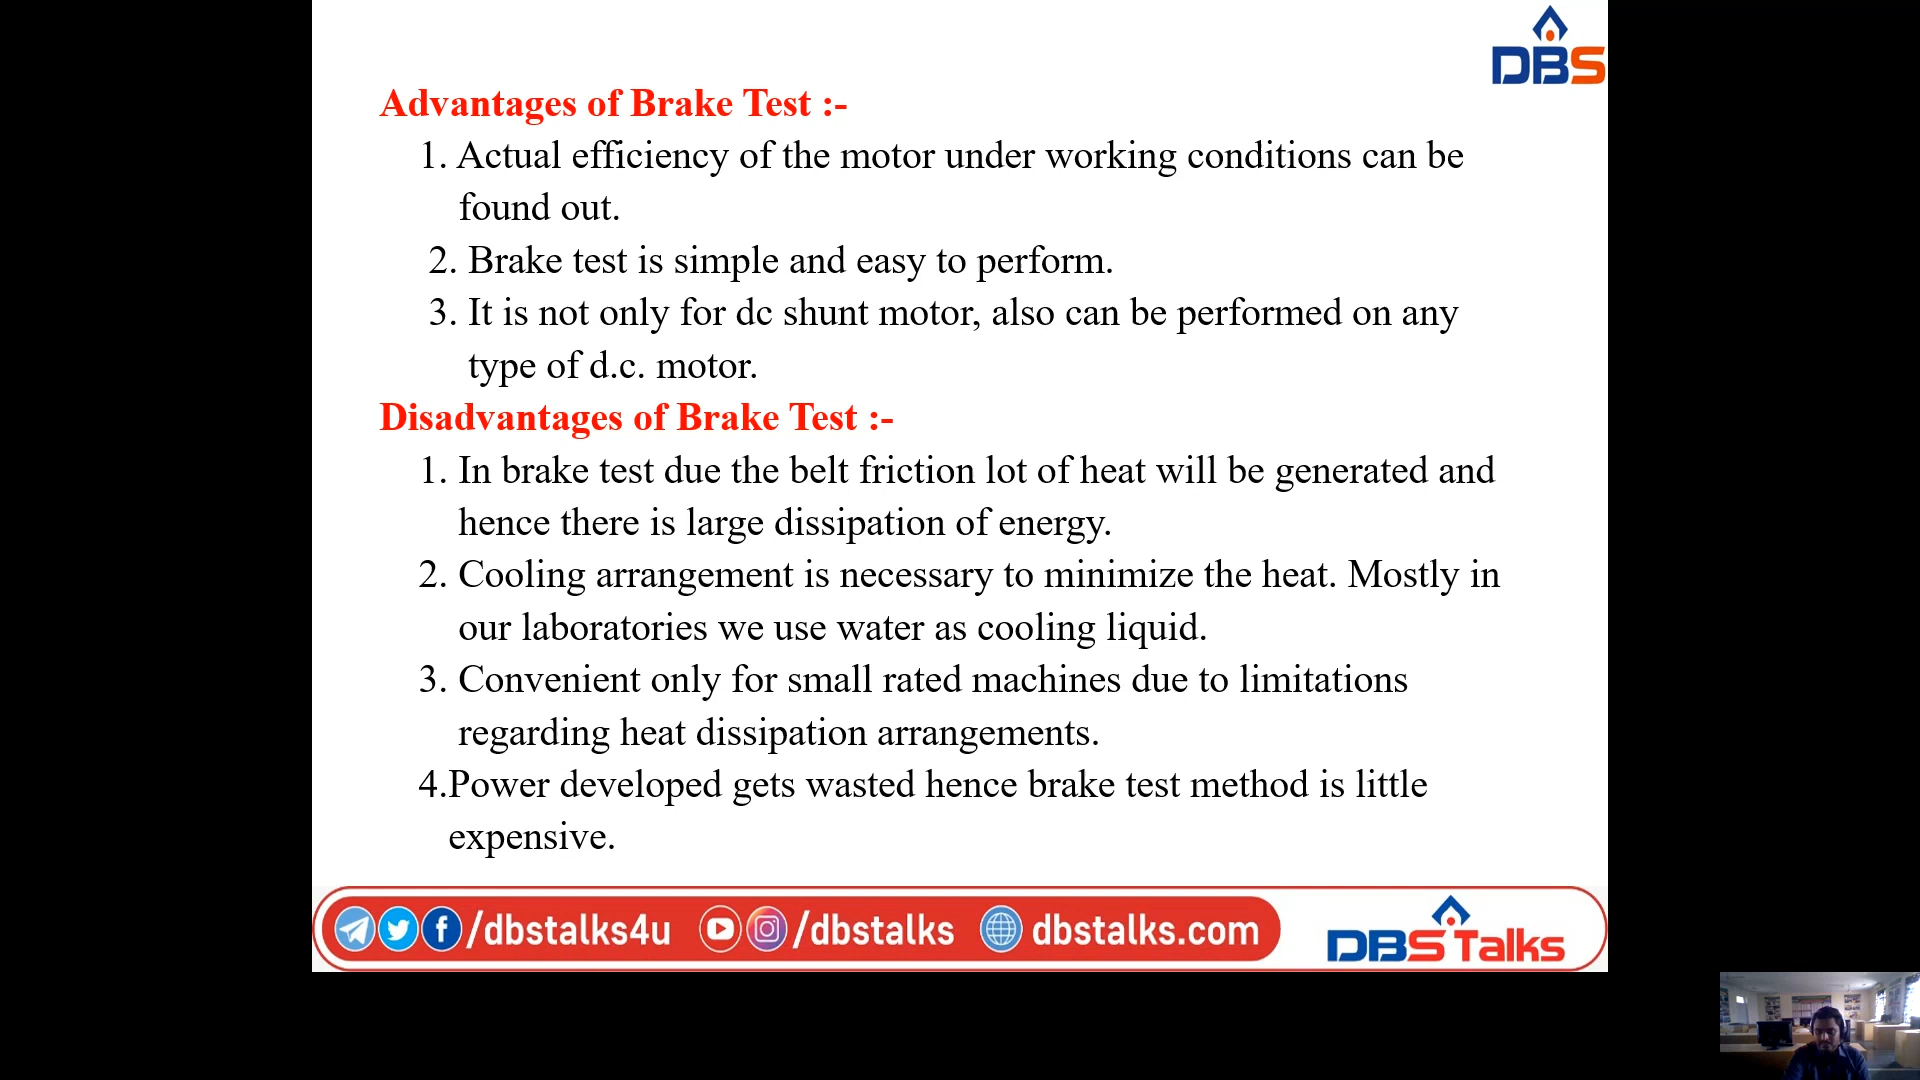 DBS
Advantages of Brake Test :-
1. Actual efficiency of the motor under working conditions can be
found out.
2. Brake test is simple and easy to perform.
3. It is not only for dc shunt motor, also can be performed on any
type of d.c. motor.
Disadvantages of Brake Test :-
1. In brake test due the belt friction lot of heat will be generated and
hence there is large dissipation of energy.
2. Cooling arrangement is necessary to minimize the heat. Mostly in
our laboratories we use water as cooling liquid.
3. Convenient only for small rated machines due to limitations
regarding heat dissipation arrangements.
4.Power developed gets wasted hence brake test method is little
expensive.
/dbstalks4u /dbstalks dbstalks.com DBS Talks